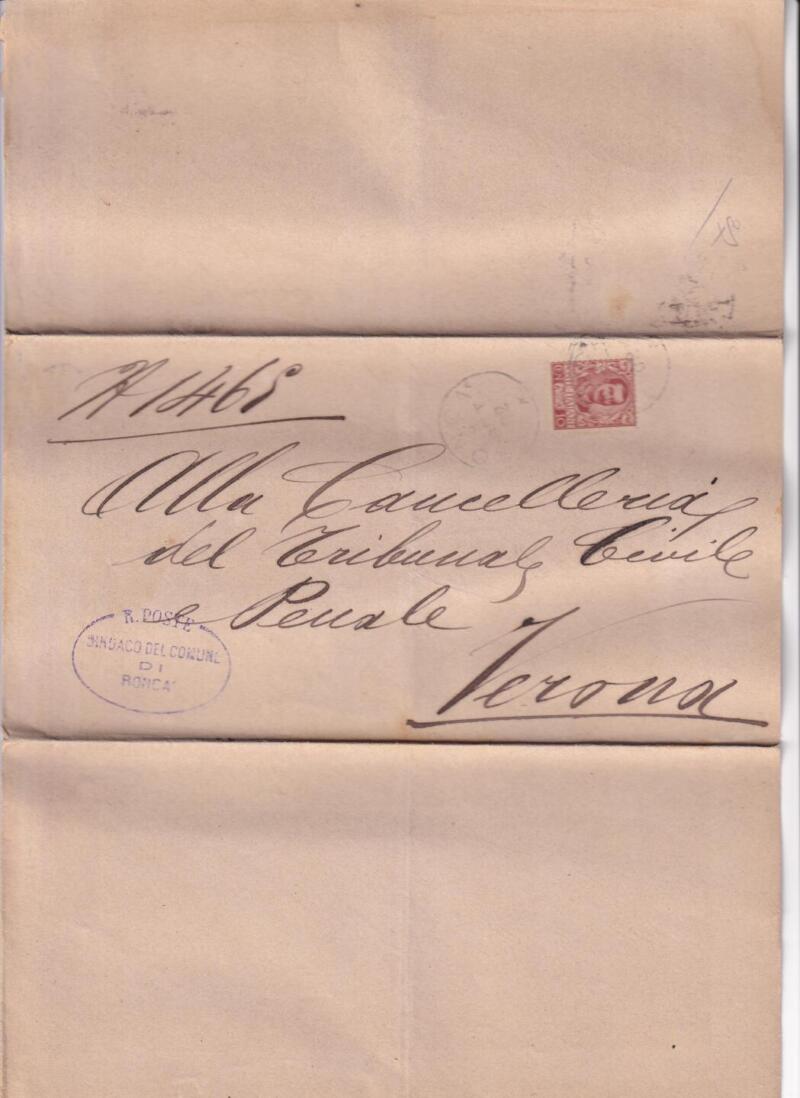 N 1465
Alla Cancelleria
del Tribunale Civile
e Penale
Verona
R. POSTE
SINDACO DEL COMUNE
DI
RONCA'